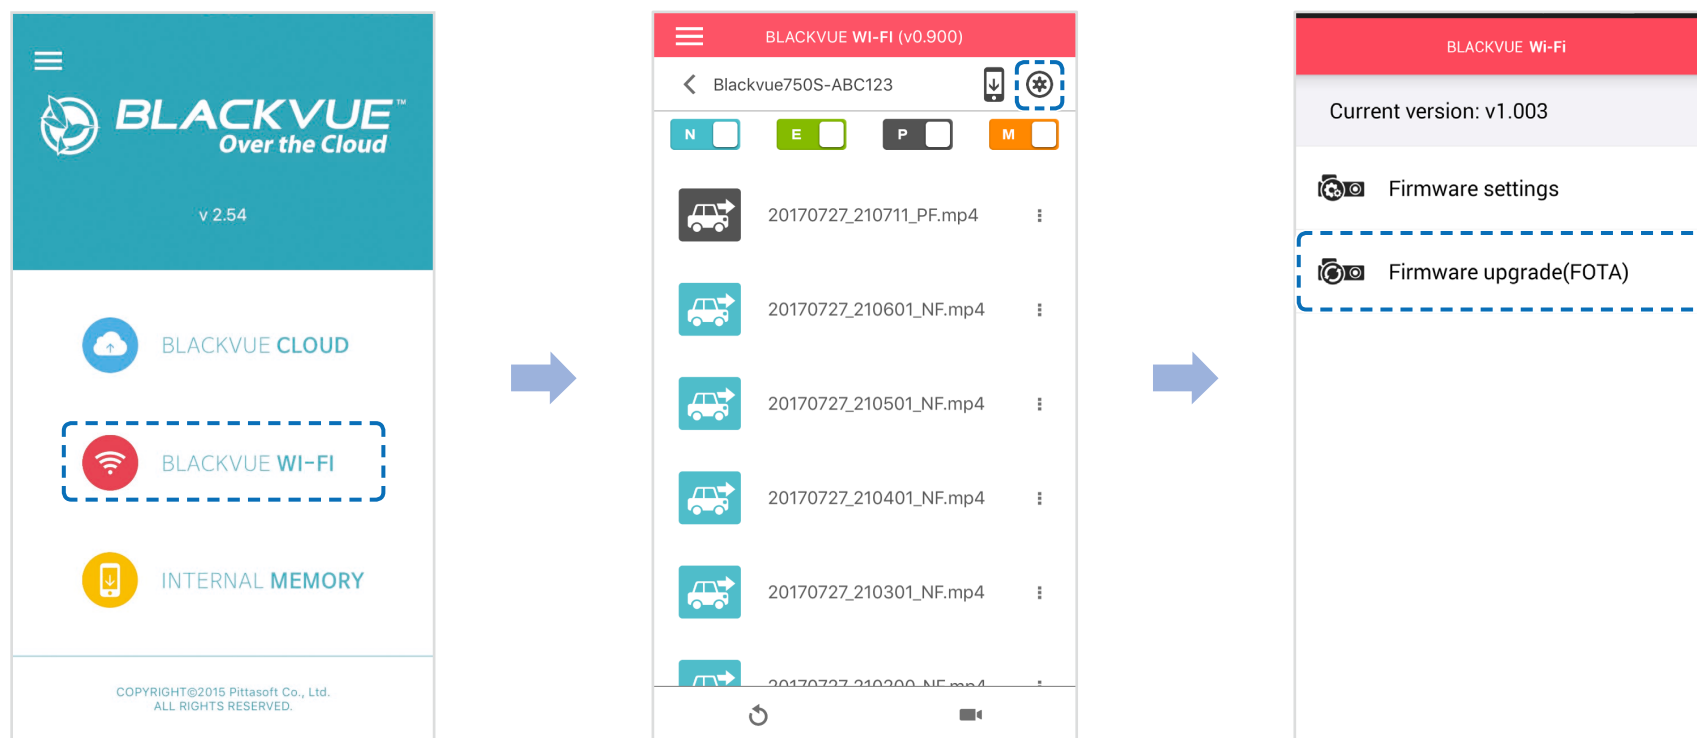 BLACKVUE™
Over the Cloud
v 2.54
BLACKVUE CLOUD
BLACKVUE WI-FI
INTERNAL MEMORY
COPYRIGHT©2015 Pittasoft Co., Ltd.
ALL RIGHTS RESERVED.
BLACKVUE WI-FI (v0.900)
Blackvue750S-ABC123
N E P M
20170727_210711_PF.mp4
20170727_210601_NF.mp4
20170727_210501_NF.mp4
20170727_210401_NF.mp4
20170727_210301_NF.mp4
20170727_210200_NF.mp4
BLACKVUE Wi-Fi
Current version: v1.003
Firmware settings
Firmware upgrade(FOTA)